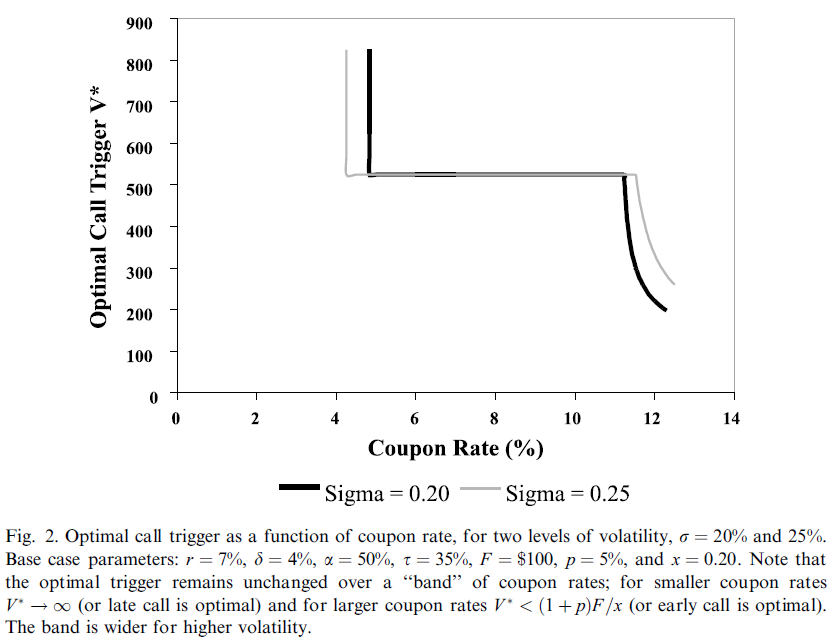 900
800
700
600
500
400
300
200
100
0
Optimal Call Trigger V*
0 2 4 6 8 10 12 14
Coupon Rate (%)
Sigma = 0.20 Sigma = 0.25
Fig. 2. Optimal call trigger as a function of coupon rate, for two levels of volatility, σ = 20% and 25%.
Base case parameters: r = 7%, δ = 4%, α = 50%, τ = 35%, F = $100, p = 5%, and x = 0.20. Note that
the optimal trigger remains unchanged over a “band” of coupon rates; for smaller coupon rates
V* → ∞ (or late call is optimal) and for larger coupon rates V* < (1 + p)F/x (or early call is optimal).
The band is wider for higher volatility.